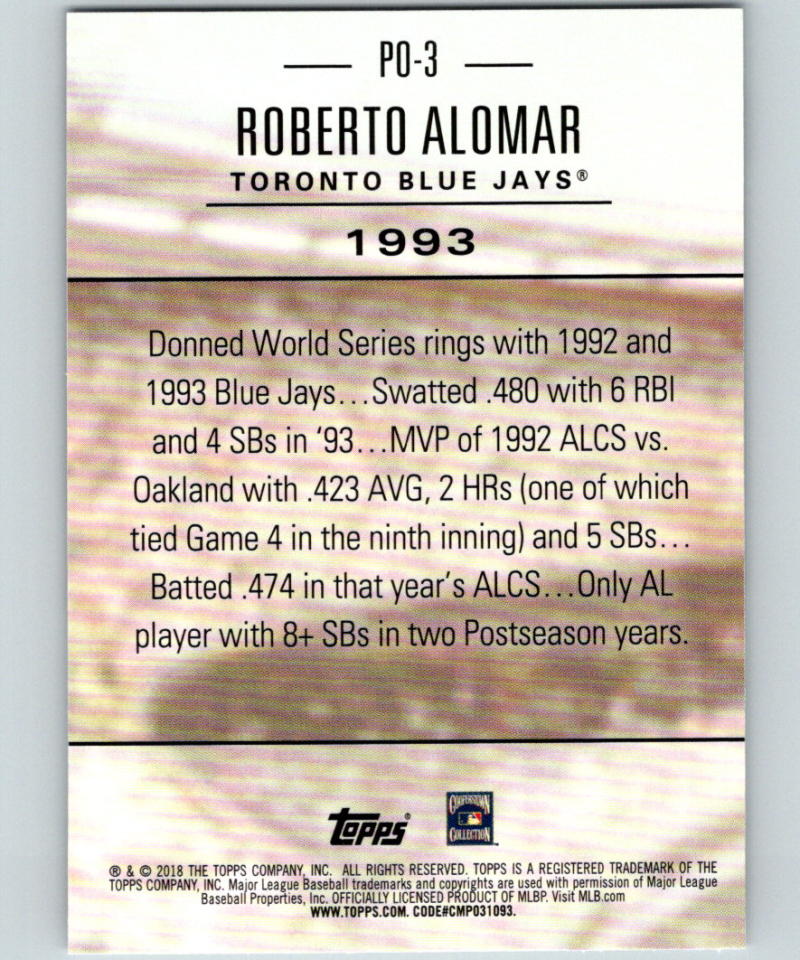 PO-3
ROBERTO ALOMAR
TORONTO BLUE JAYS®
1993
Donned World Series rings with 1992 and
1993 Blue Jays...Swatted .480 with 6 RBI
and 4 SBs in '93...MVP of 1992 ALCS vs.
Oakland with .423 AVG, 2 HRs (one of which
tied Game 4 in the ninth inning) and 5 SBs...
Batted .474 in that year's ALCS...Only AL
player with 8+ SBs in two Postseason years.
topps®
COOPERSTOWN
COLLECTION
® & © 2018 THE TOPPS COMPANY, INC. ALL RIGHTS RESERVED. TOPPS IS A REGISTERED TRADEMARK OF THE
TOPPS COMPANY, INC. Major League Baseball trademarks and copyrights are used with permission of Major League
Baseball Properties, Inc. OFFICIALLY LICENSED PRODUCT OF MLBP. Visit MLB.com
WWW.TOPPS.COM. CODE#CMP031093.